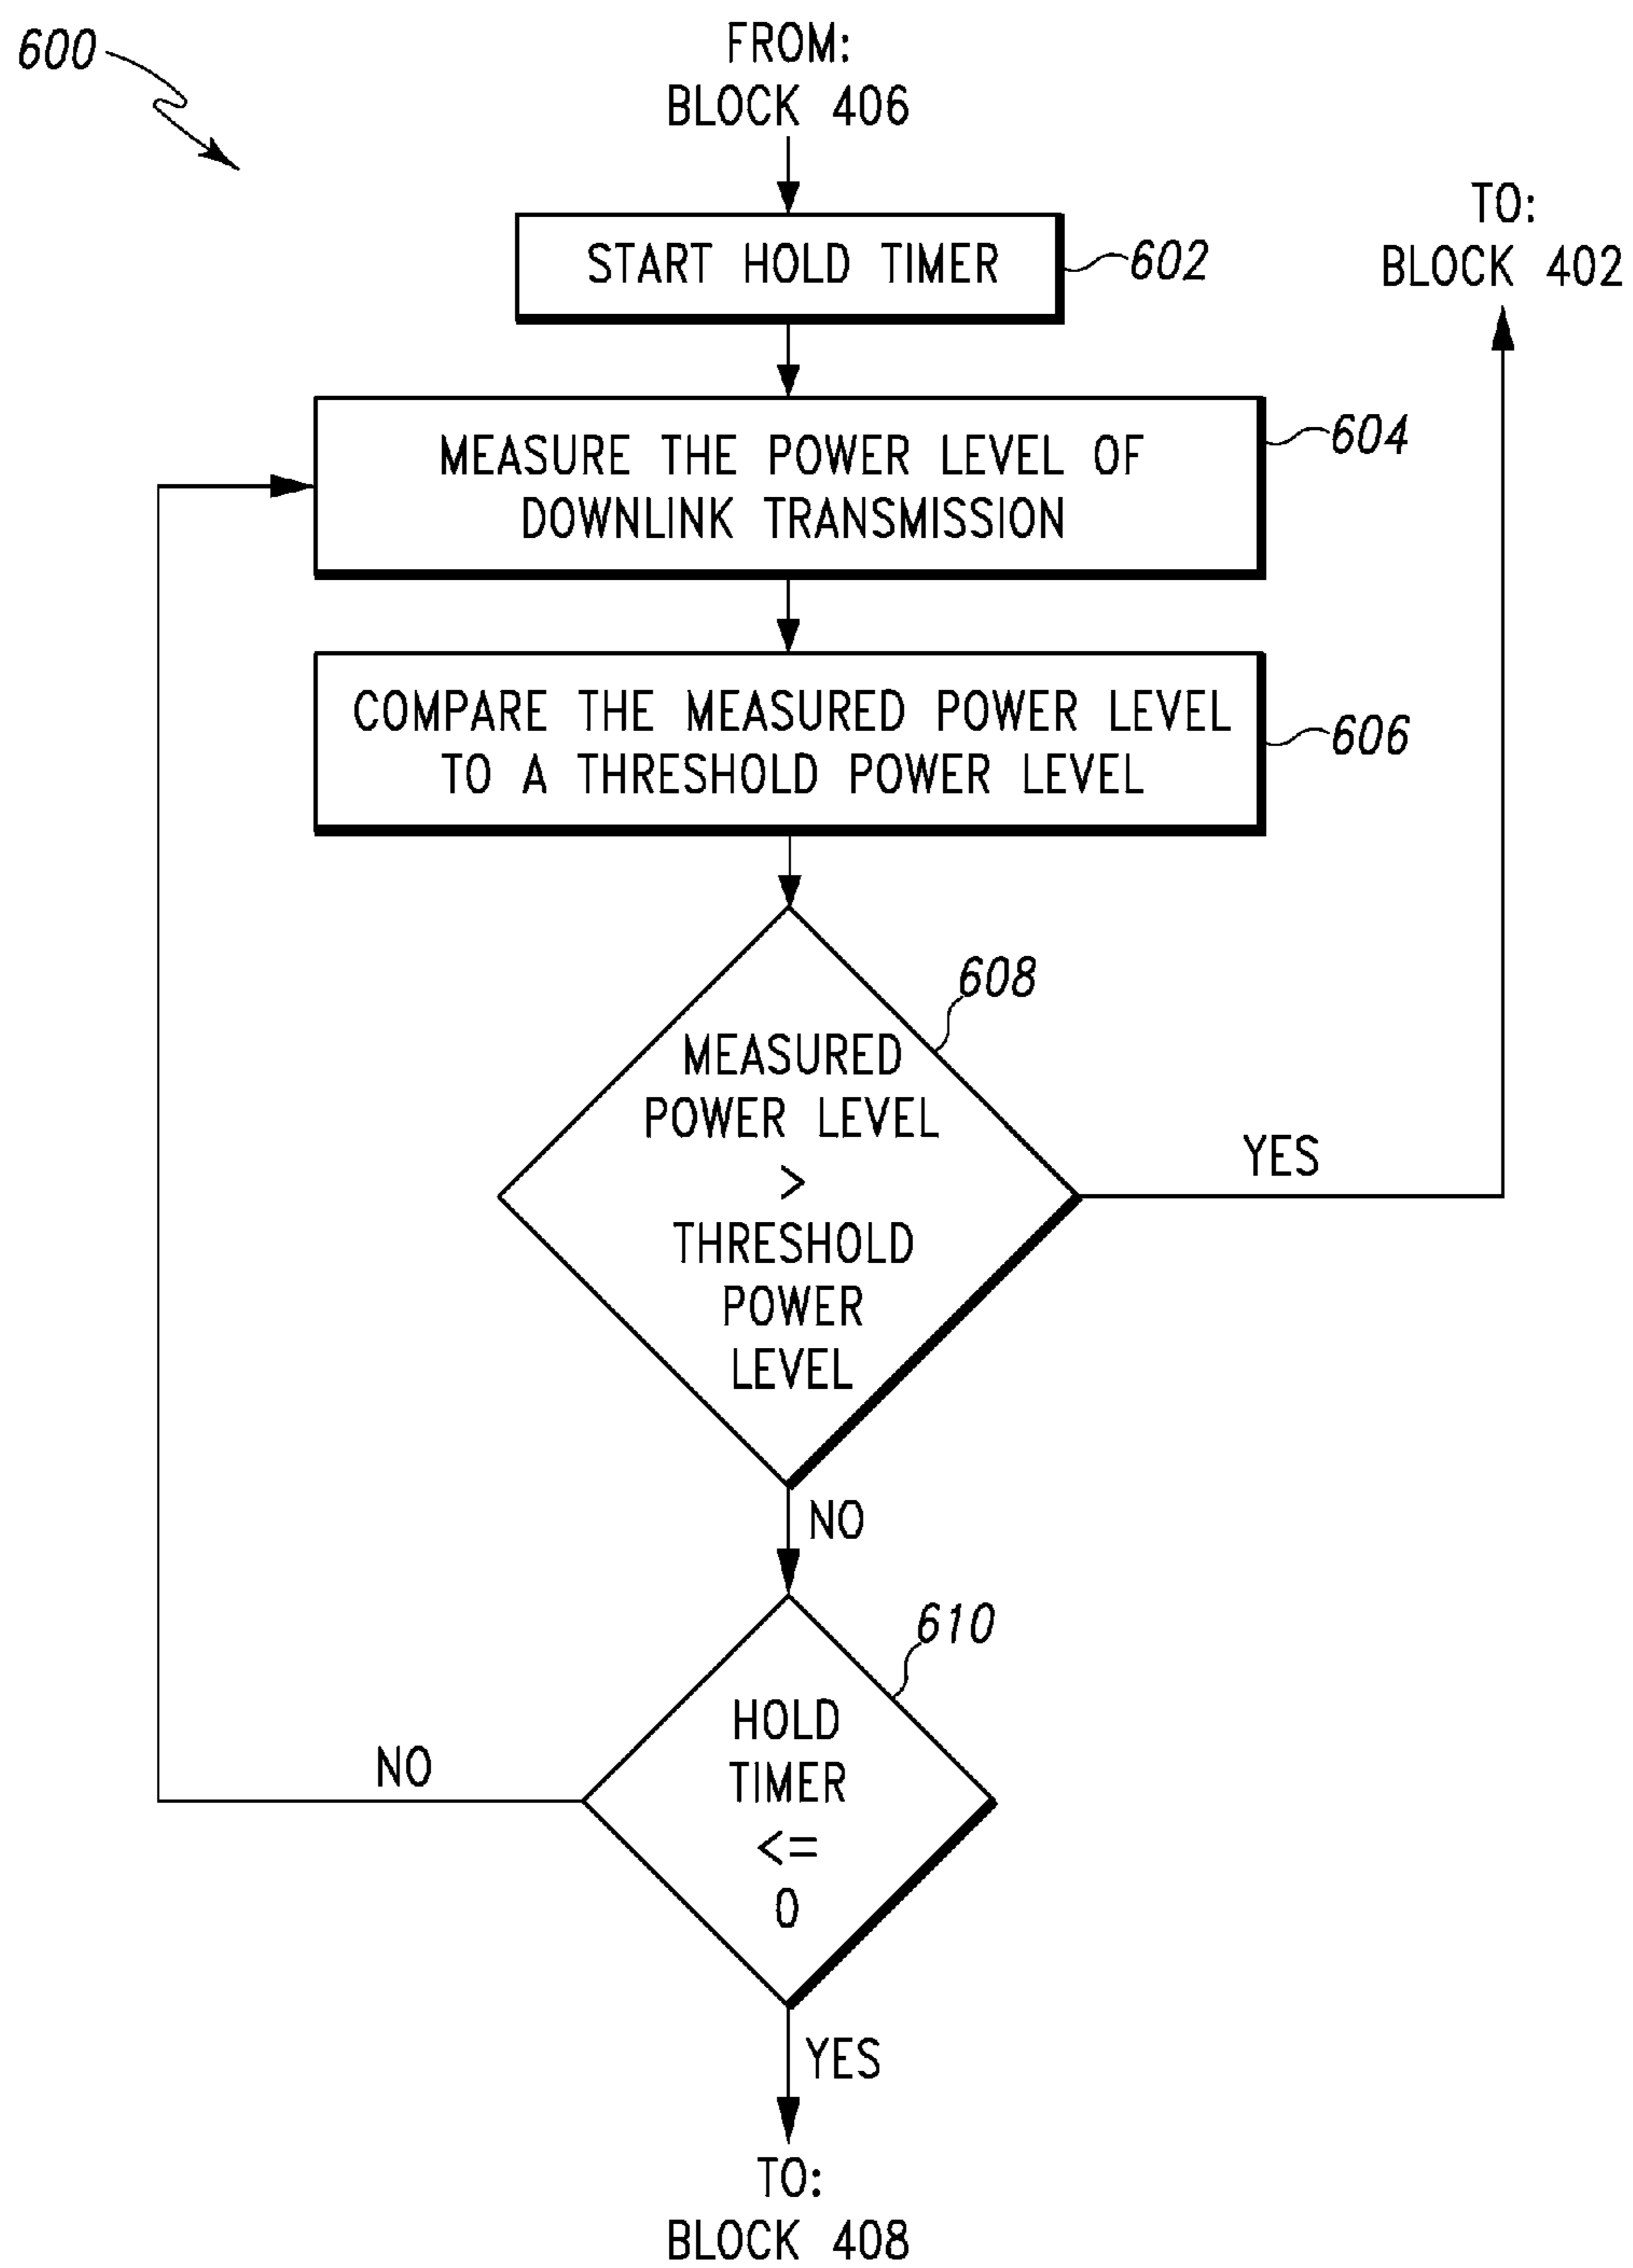 600
FROM:
BLOCK 406
TO:
BLOCK 402
START HOLD TIMER
602
MEASURE THE POWER LEVEL OF
DOWNLINK TRANSMISSION
604
COMPARE THE MEASURED POWER LEVEL
TO A THRESHOLD POWER LEVEL
606
608
MEASURED
POWER LEVEL
>
THRESHOLD
POWER
LEVEL
YES
NO
610
HOLD
TIMER
<=
0
NO
YES
TO:
BLOCK 408